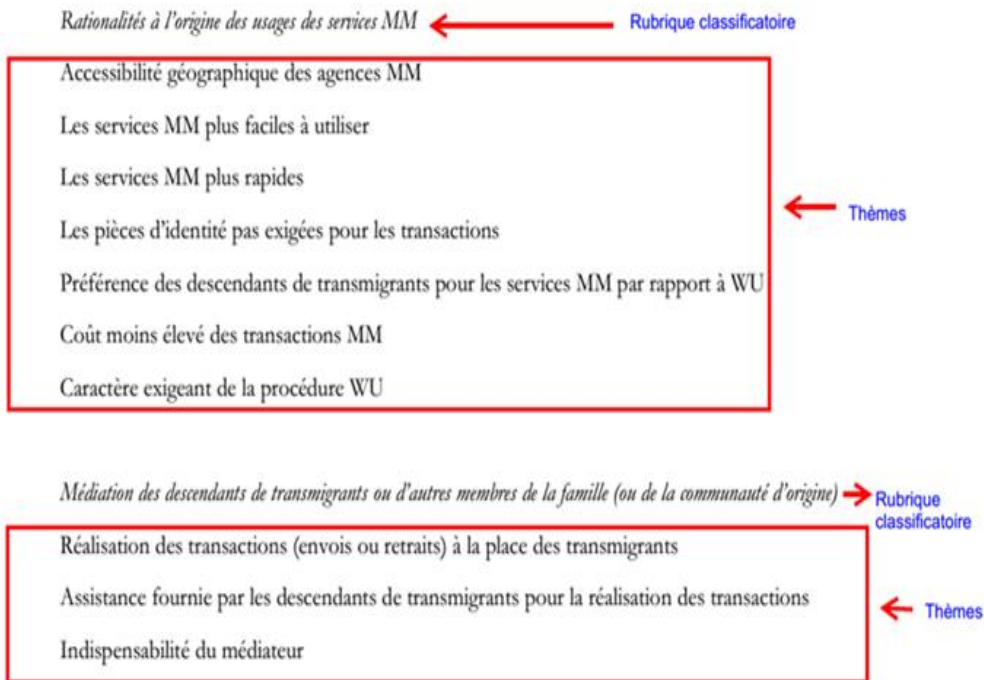 Rationalités à l'origine des usages des services MM
Rubrique classificatoire
Accessibilité géographique des agences MM
Les services MM plus faciles à utiliser
Les services MM plus rapides
Les pièces d'identité pas exigées pour les transactions
Thèmes
Préférence des descendants de transmigrants pour les services MM par rapport à WU
Coût moins élevé des transactions MM
Caractère exigeant de la procédure WU
Médiation des descendants de transmigrants ou d'autres membres de la famille (ou de la communauté d'origine)
Rubrique
classificatoire
Réalisation des transactions (envois ou retraits) à la place des transmigrants
Assistance fournie par les descendants de transmigrants pour la réalisation des transactions
Thèmes
Indispensabilité du médiateur